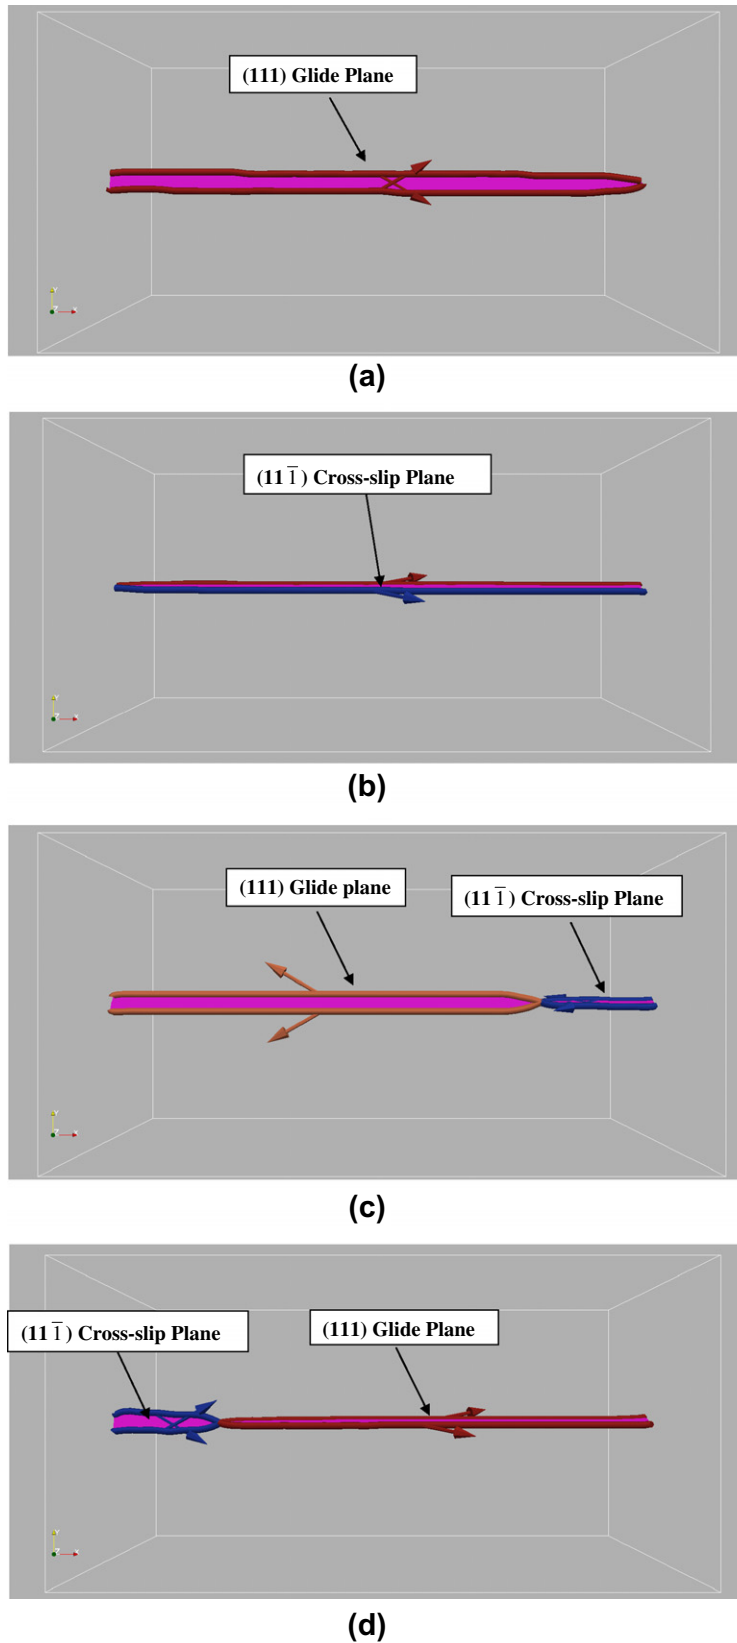 (111) Glide Plane
(a)
(11 1̅ ) Cross-slip Plane
(b)
(111) Glide plane
(11 1̅ ) Cross-slip Plane
(c)
(11 1̅ ) Cross-slip Plane
(111) Glide Plane
(d)